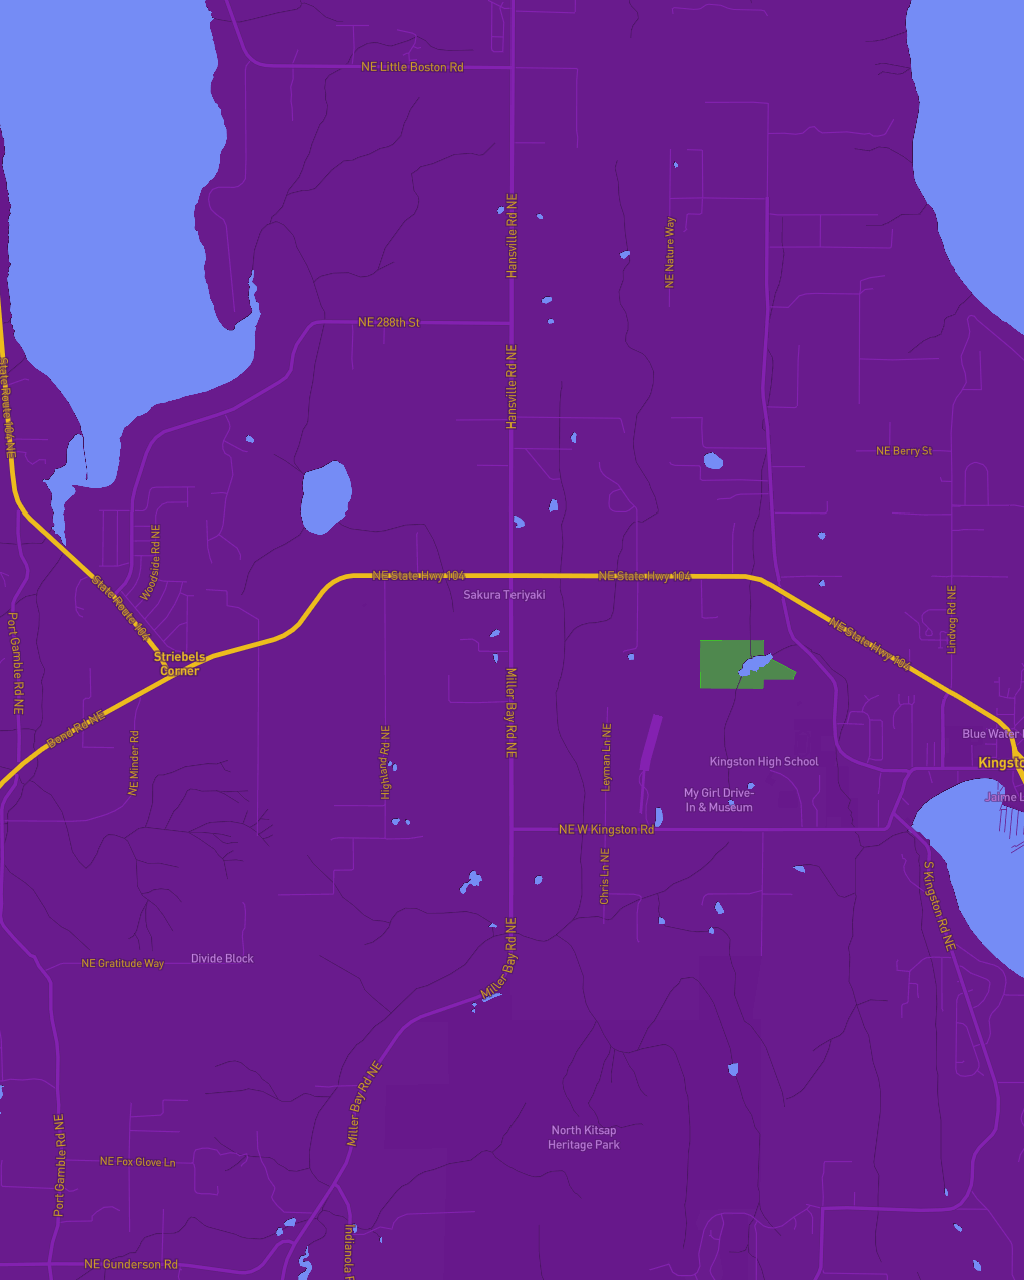 NE Little Boston Rd
Hansville Rd NE
NE Nature Way
NE 288th St
Hansville Rd NE
State Route 104 NE
NE Berry St
Woodside Rd NE
State Route 104
NE State Hwy 104
NE State Hwy 104
Sakura Teriyaki
Lindvog Rd NE
NE State Hwy 104
Port Gamble Rd NE
Striebels
Corner
Miller Bay Rd NE
Bond Rd NE
NE Minder Rd
Highland Rd NE
Leyman Ln NE
Blue Water
Kingsto
Kingston High School
My Girl Drive-
In & Museum
Jaime L
NE W Kingston Rd
Chris Ln NE
S Kingston Rd NE
Miller Bay Rd NE
Divide Block
NE Gratitude Way
Miller Bay Rd NE
Port Gamble Rd NE
North Kitsap
Heritage Park
NE Fox Glove Ln
Indianola
NE Gunderson Rd